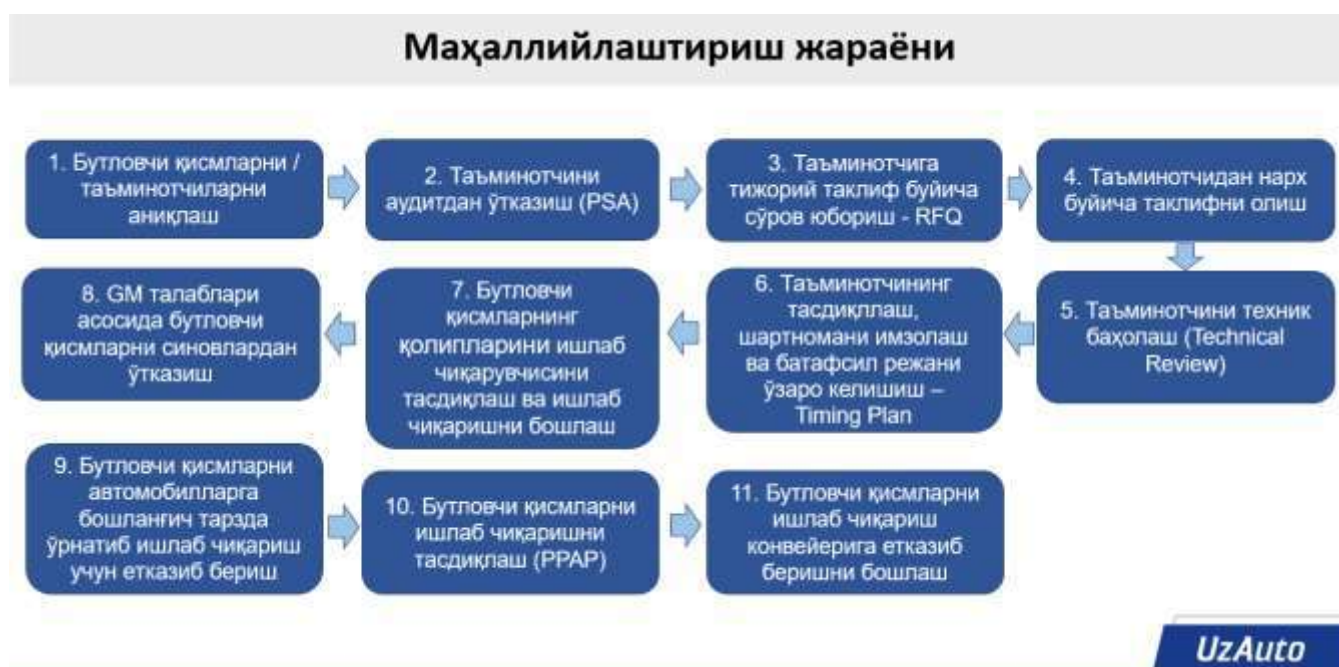 Маҳаллийлаштириш жараёни
1. Бутловчи қисмларни /
таъминотчиларни
аниқлаш
2. Таъминотчини
аудитдан ўтказиш (PSA)
3. Таъминотчига
тижорий таклиф буйича
сўров юбориш - RFQ
4. Таъминотчидан нарх
буйича таклифни олиш
5. Таъминотчини техник
баҳолаш (Technical
Review)
6. Таъминотчининг
тасдиқллаш,
шартномани имзолаш
ва батафсил режани
ўзаро келишиш –
Timing Plan
7. Бутловчи
қисмларнинг
қолипларини ишлаб
чиқарувчисини
тасдиқлаш ва ишлаб
чиқаришни бошлаш
8. GM талаблари
асосида бутловчи
қисмларни синовлардан
ўтказиш
9. Бутловчи қисмларни
автомобилларга
бошланғич тарзда
ўрнатиб ишлаб чиқариш
учун етказиб бериш
10. Бутловчи қисмларни
ишлаб чиқаришни
тасдиқлаш (PPAP)
11. Бутловчи қисмларни
ишлаб чиқариш
конвейерига етказиб
беришни бошлаш
UzAuto